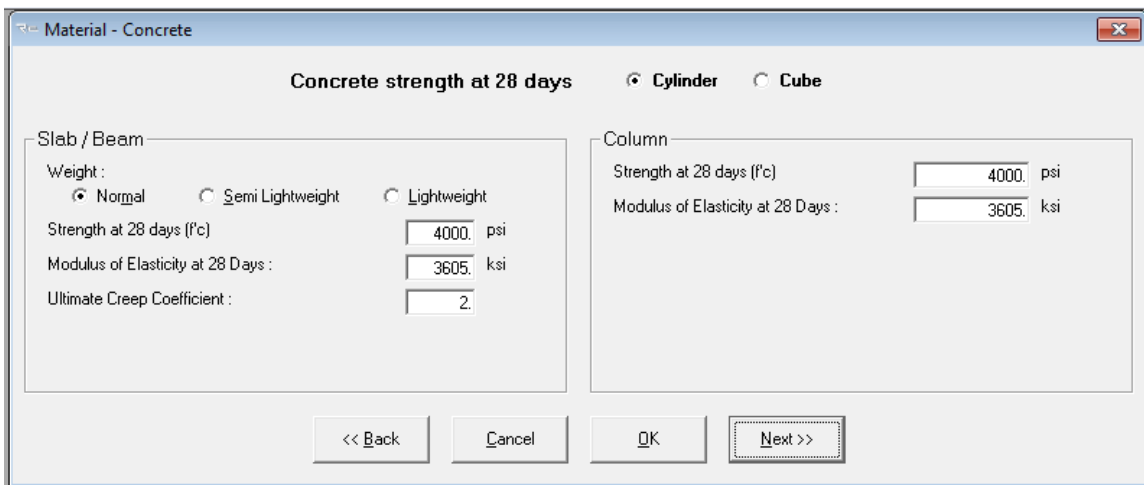 Material - Concrete
Concrete strength at 28 days Cylinder Cube
Slab / Beam
Weight :
Normal Semi Lightweight Lightweight
Strength at 28 days (f'c) 4000. psi
Modulus of Elasticity at 28 Days : 3605. ksi
Ultimate Creep Coefficient : 2.
Column
Strength at 28 days (f'c) 4000. psi
Modulus of Elasticity at 28 Days : 3605. ksi
<< Back Cancel OK Next >>